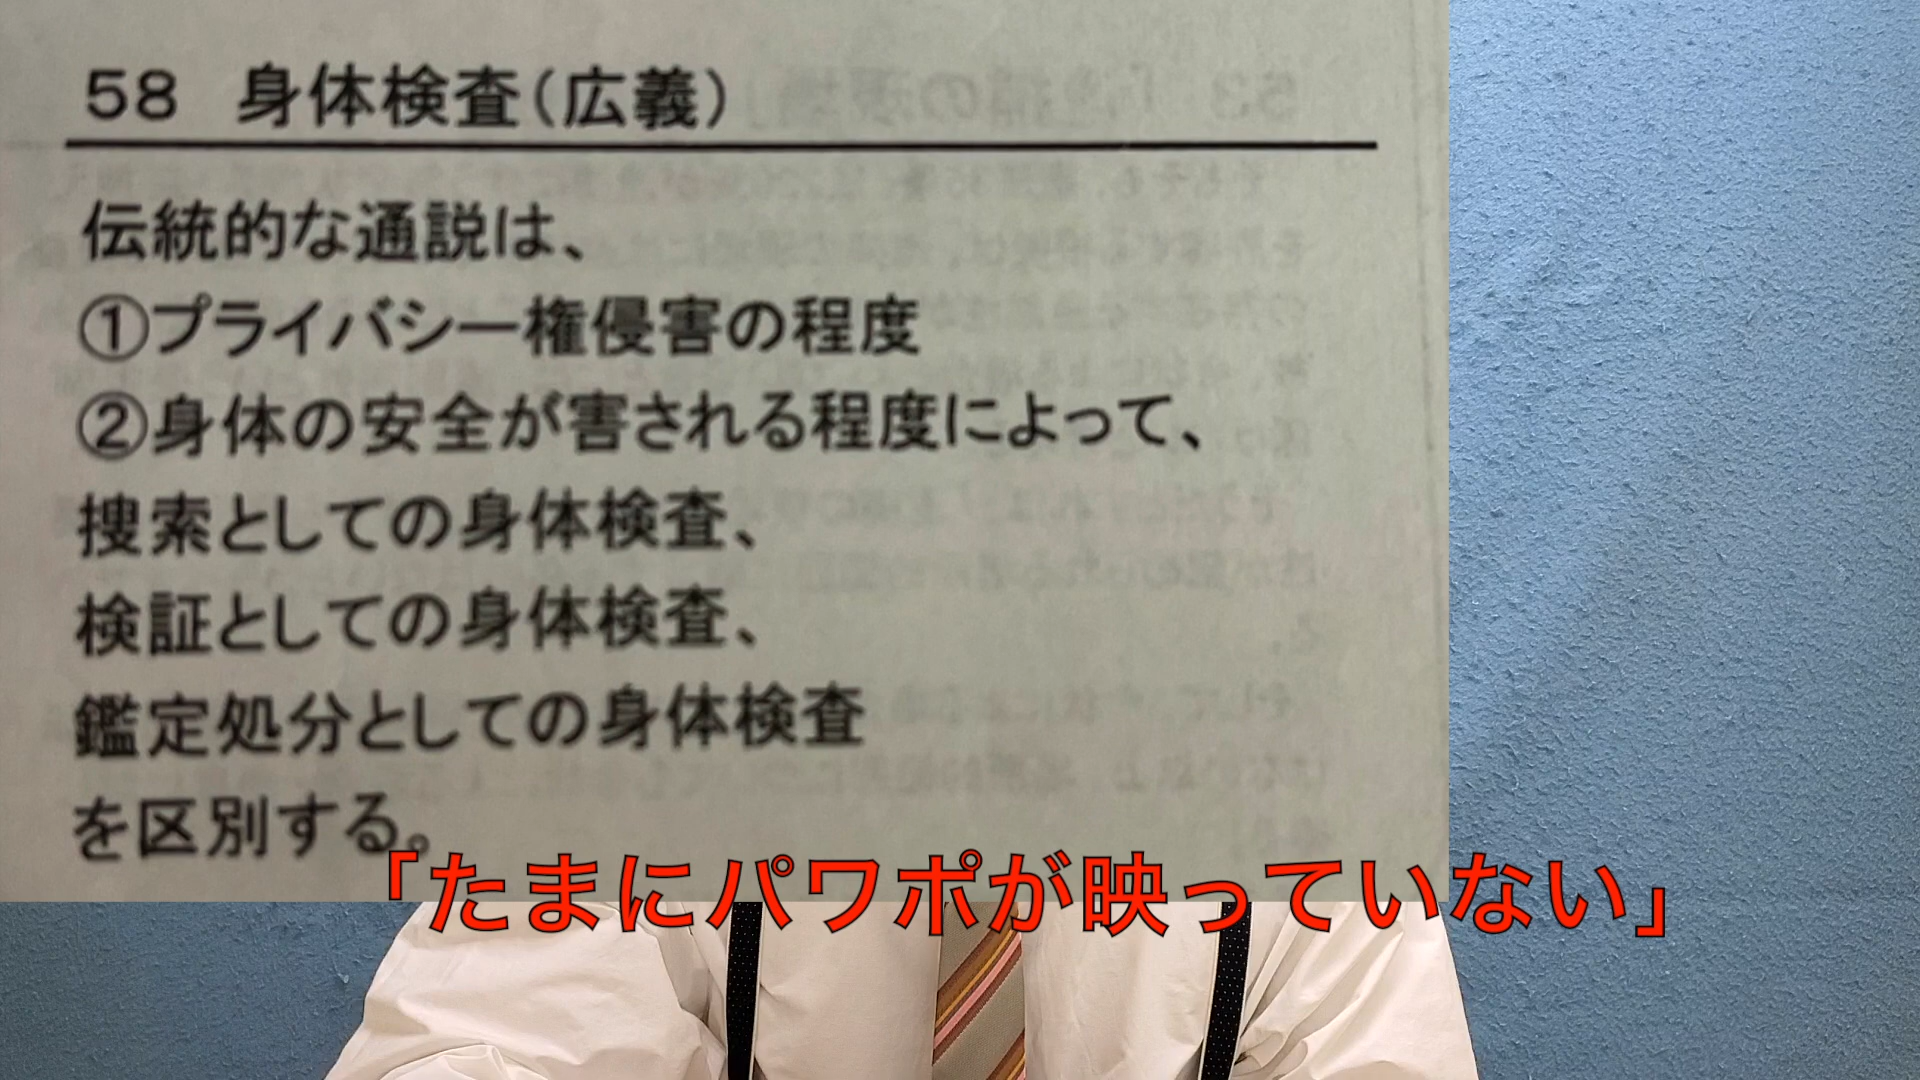 58 身体検査(広義)
伝統的な通説は、
①プライバシー権侵害の程度
②身体の安全が害される程度によって、
捜索としての身体検査、
検証としての身体検査、
鑑定処分としての身体検査
を区別する。
「たまにパワポが映っていない」